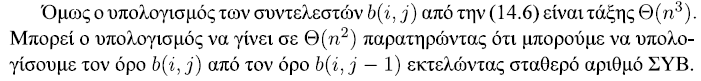 Όμως ο υπολογισμός των συντελεστών b(i, j) από την (14.6) είναι τάξης Θ(n³).
Μπορεί ο υπολογισμός να γίνει σε Θ(n²) παρατηρώντας ότι μπορούμε να υπολο-
γίσουμε τον όρο b(i, j) από τον όρο b(i, j − 1) εκτελώντας σταθερό αριθμό ΣΥΒ.